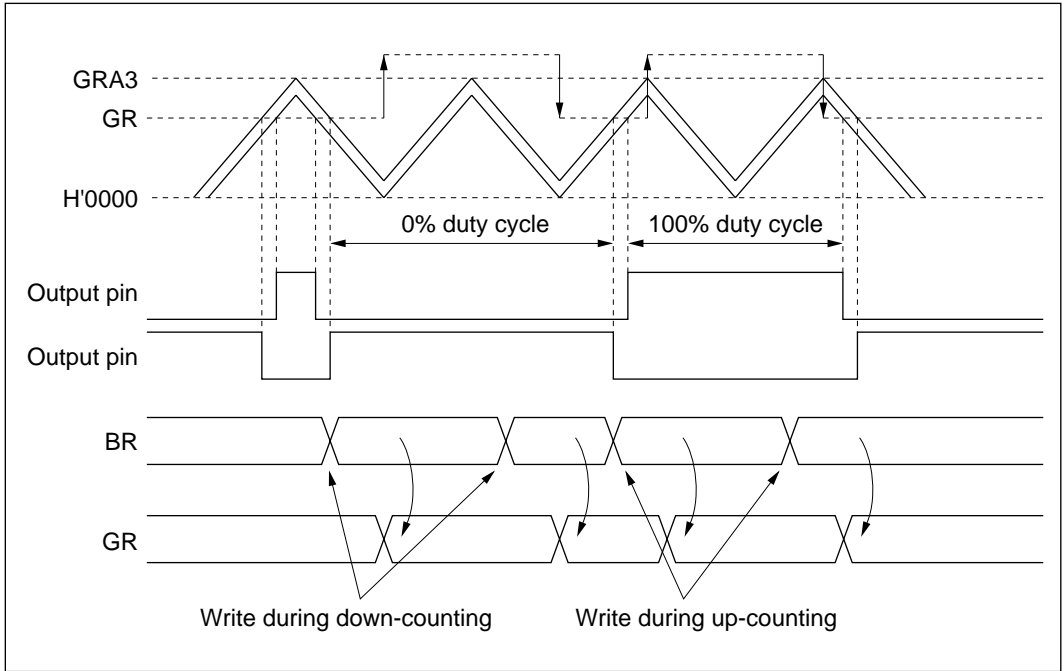 GRA3
GR
H'0000
0% duty cycle
100% duty cycle
Output pin
Output pin
BR
GR
Write during down-counting
Write during up-counting